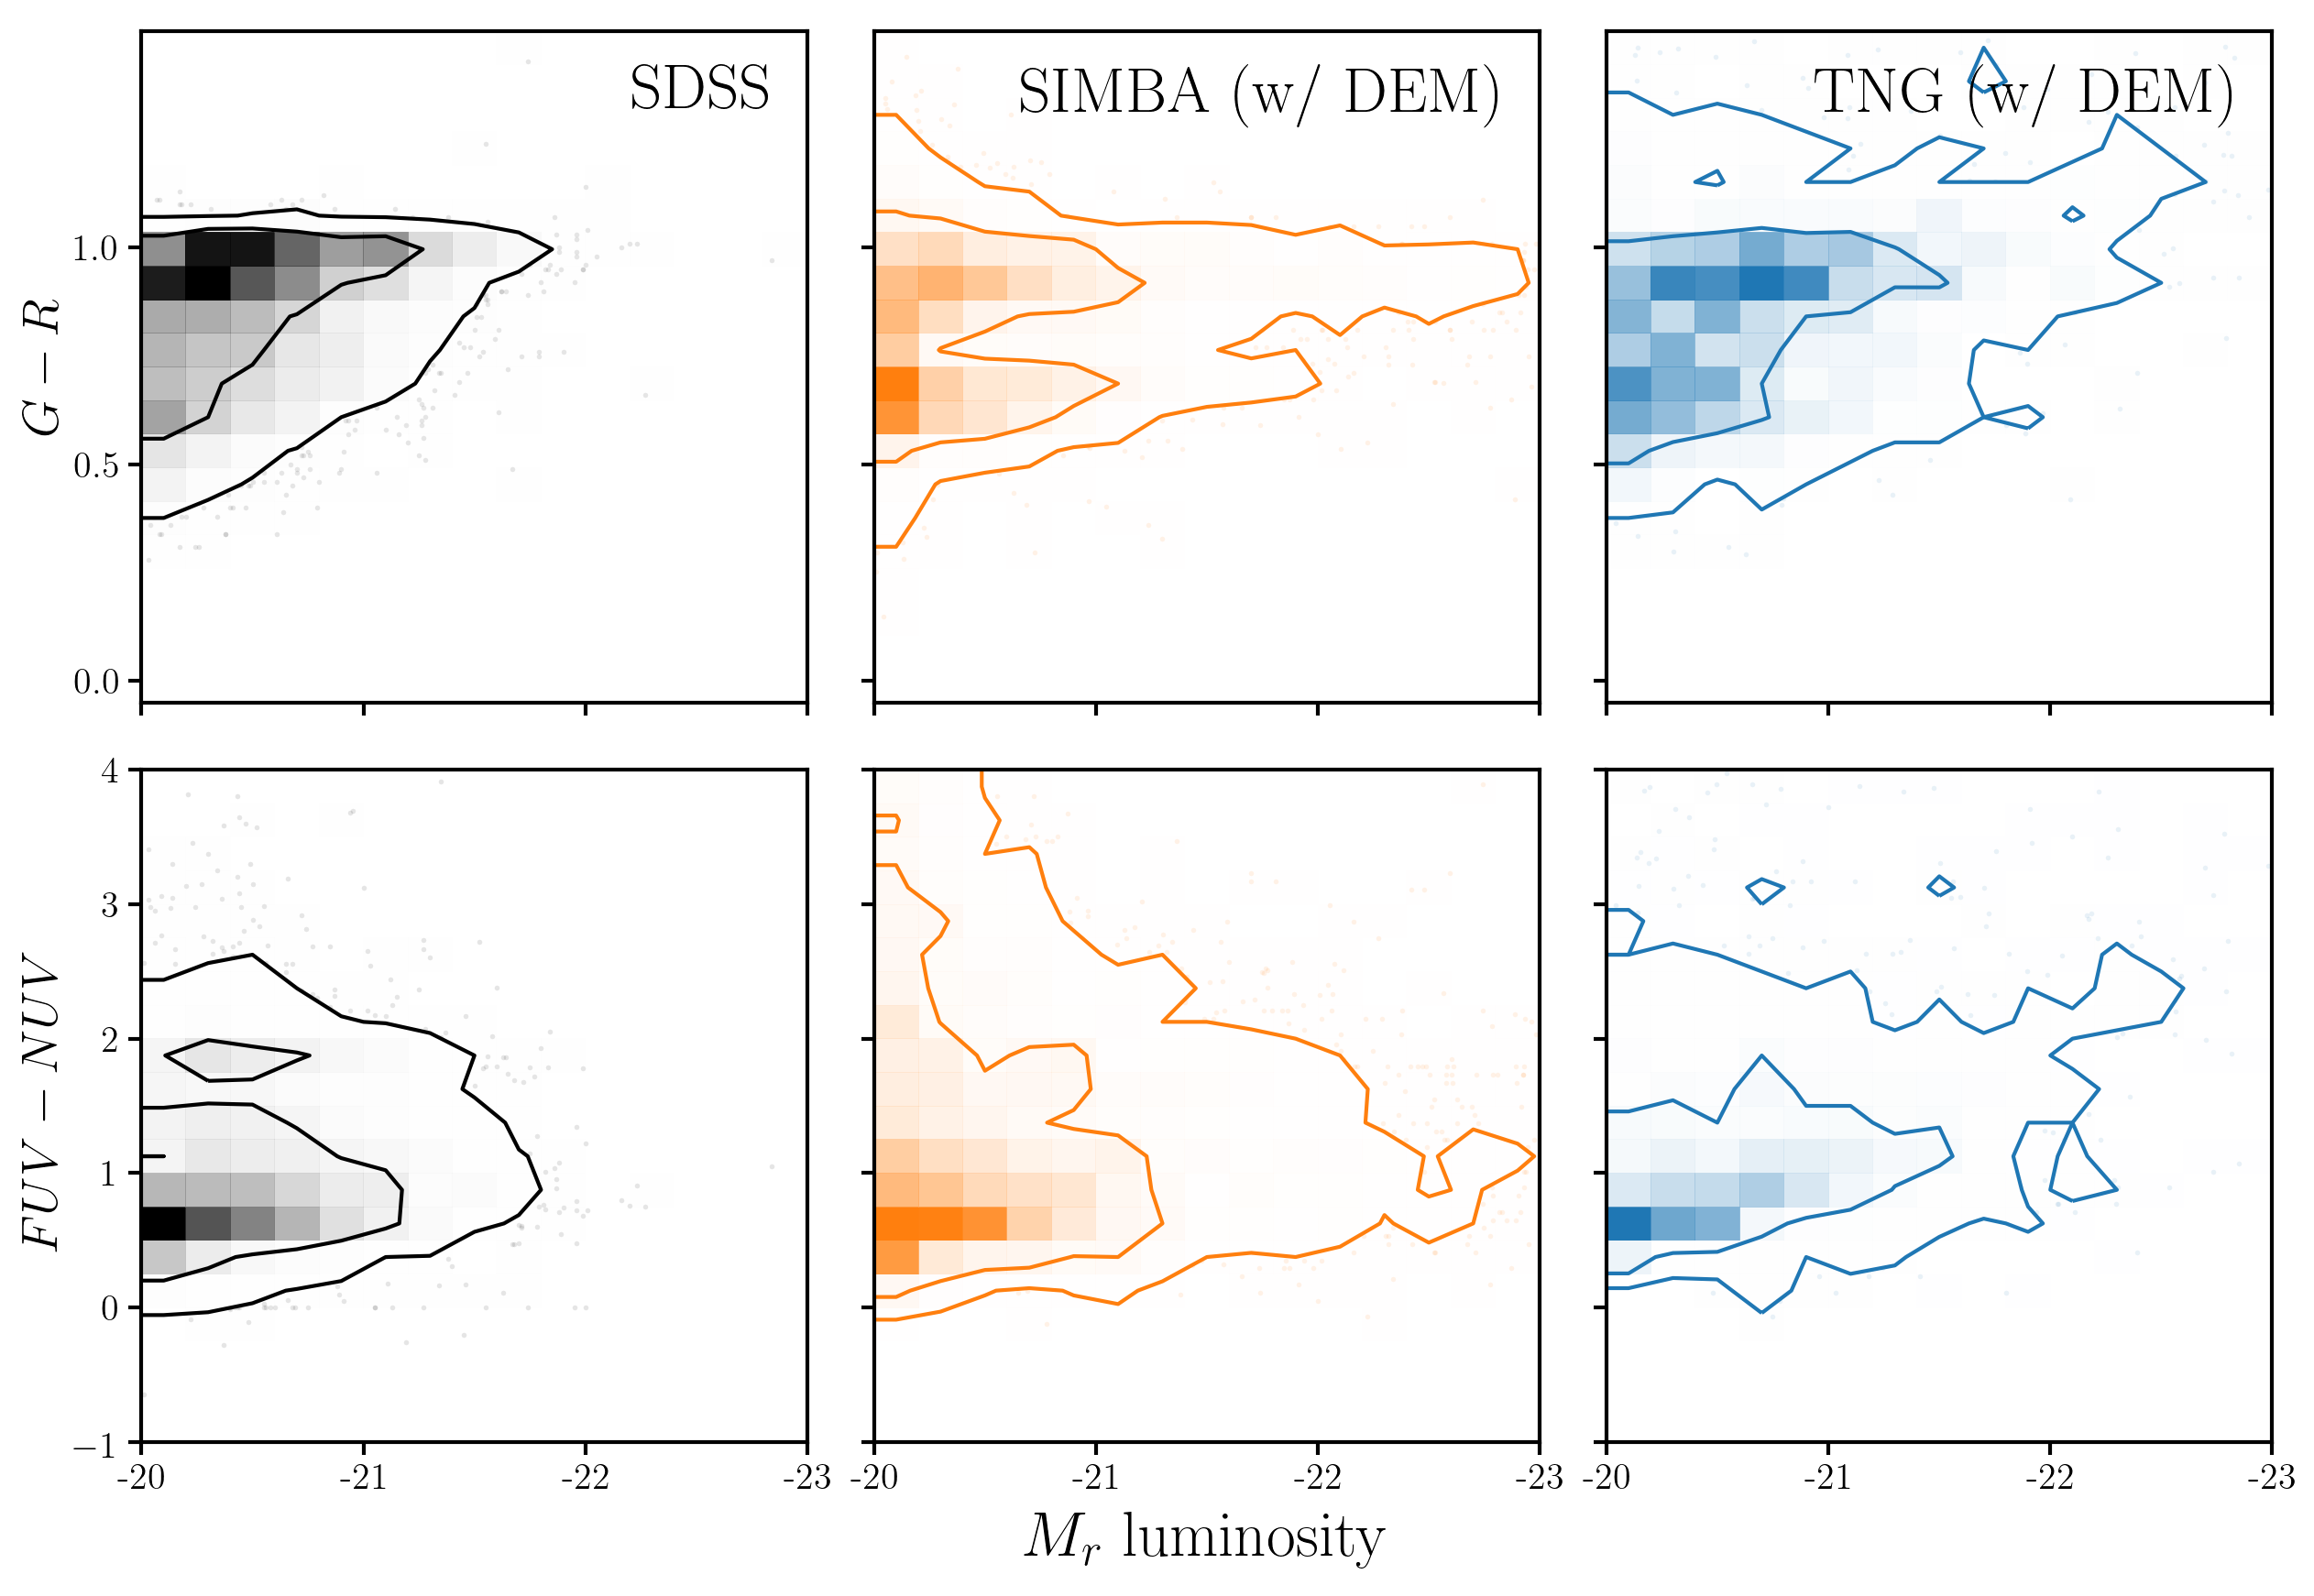 SDSS
SIMBA (w/ DEM)
TNG (w/ DEM)
G − R
1.0
0.5
0.0
FUV − NUV
4
3
2
1
0
−1
-20 -21 -22 -23 -20 -21 -22 -23 -20 -21 -22 -23
M_r luminosity